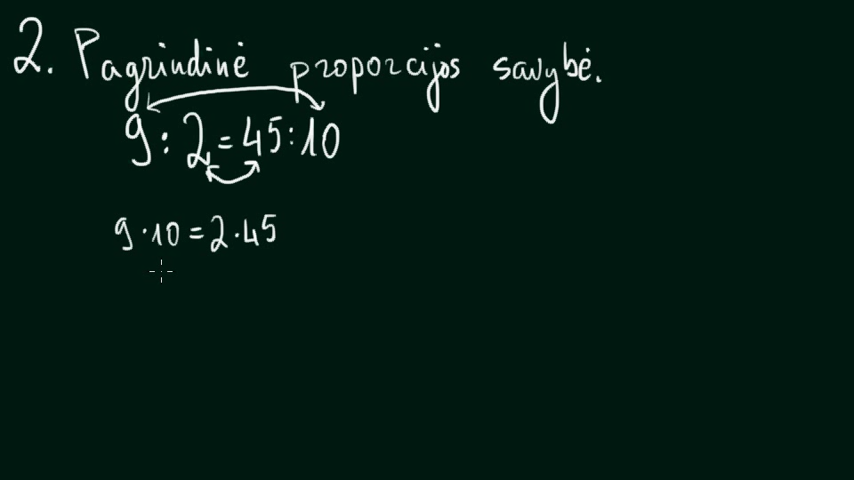 2. Pagrindinė proporcijos savybė.
9 : 2 = 45 : 10
9 · 10 = 2 · 45